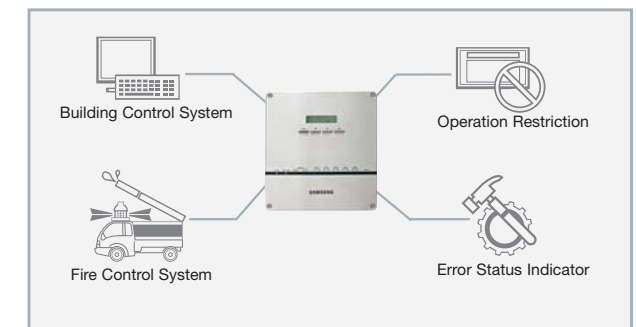 Building Control System
Operation Restriction
SAMSUNG
Fire Control System
Error Status Indicator